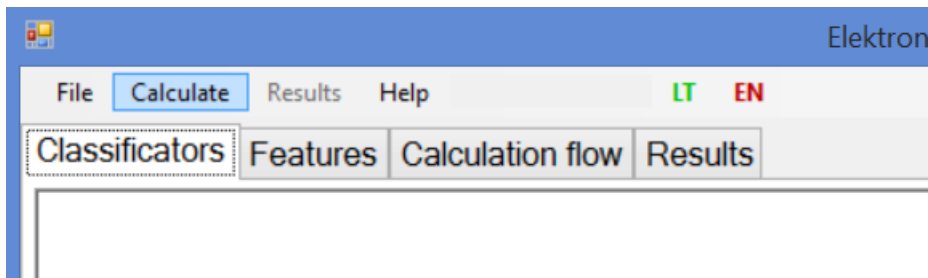 Elektron
File Calculate Results Help LT EN
Classificators Features Calculation flow Results